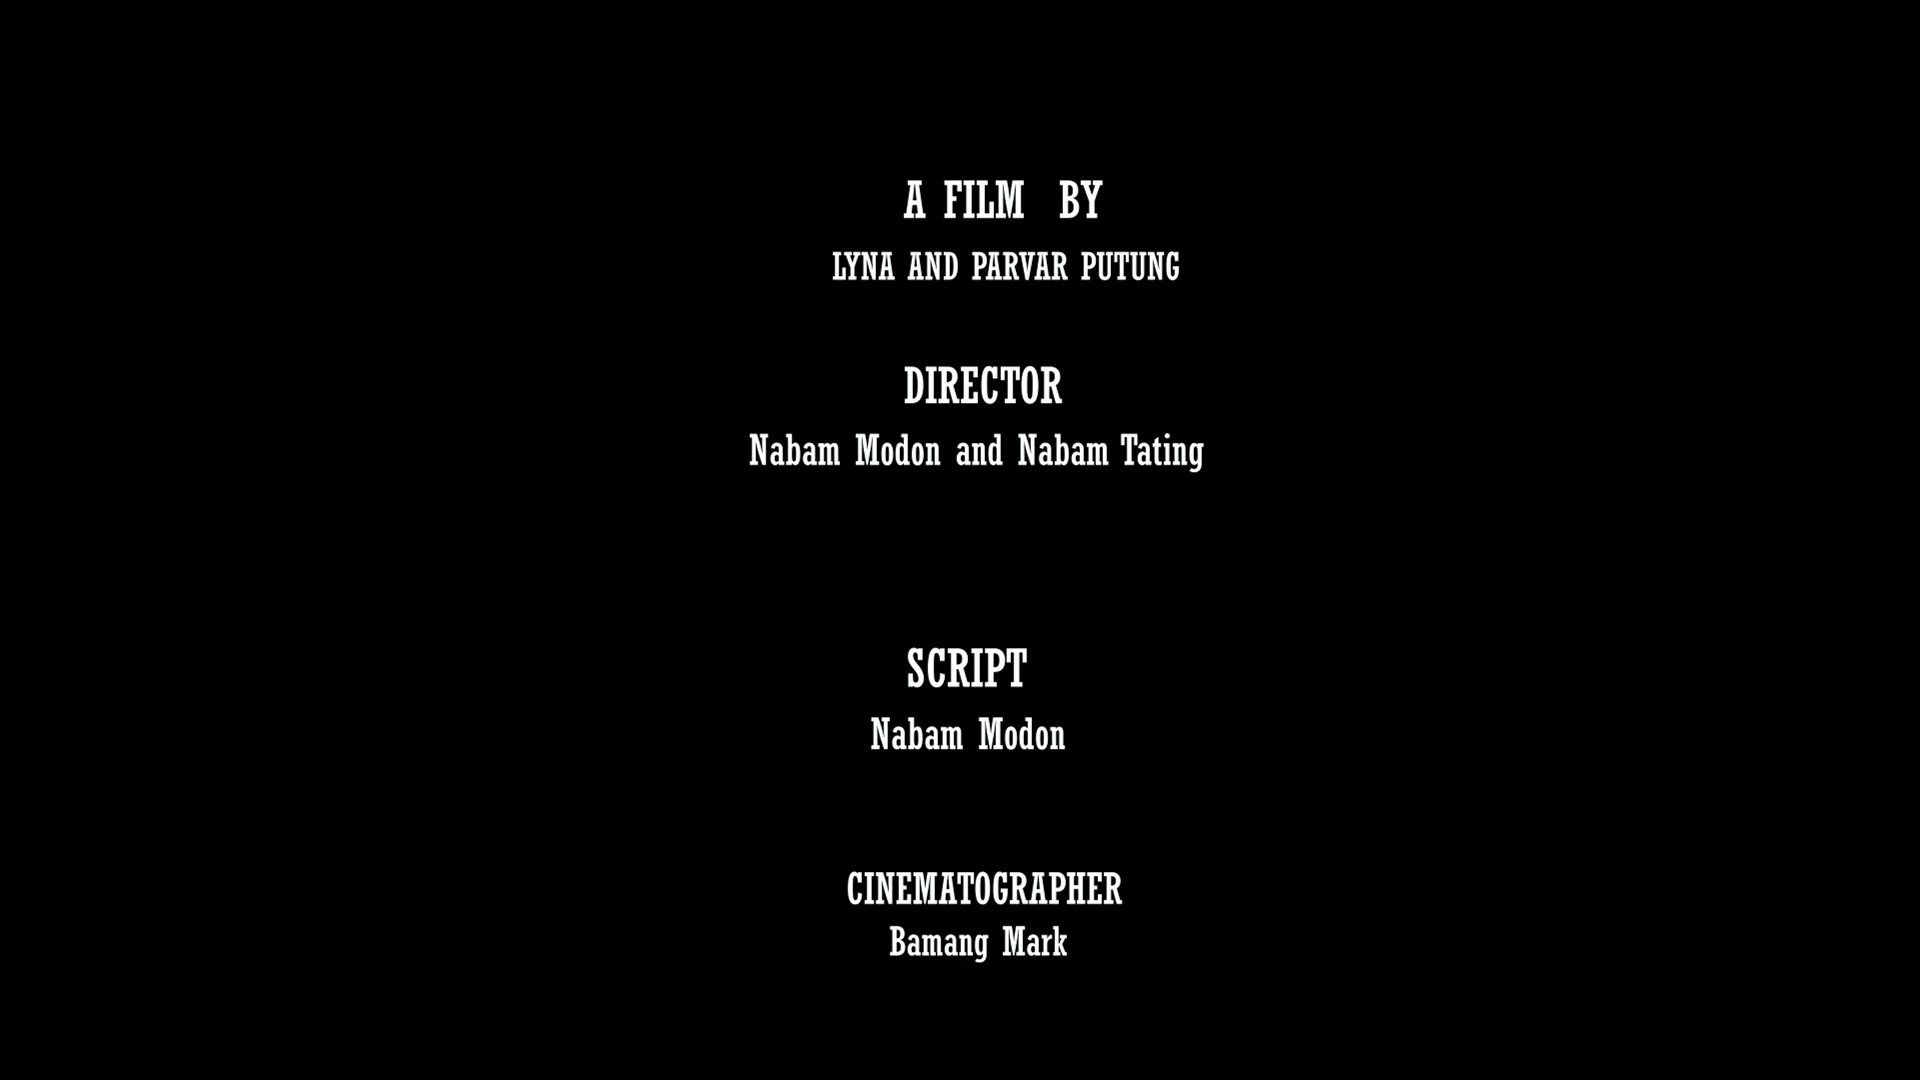 A FILM BY
LYNA AND PARVAR PUTUNG
DIRECTOR
Nabam Modon and Nabam Tating
SCRIPT
Nabam Modon
CINEMATOGRAPHER
Bamang Mark